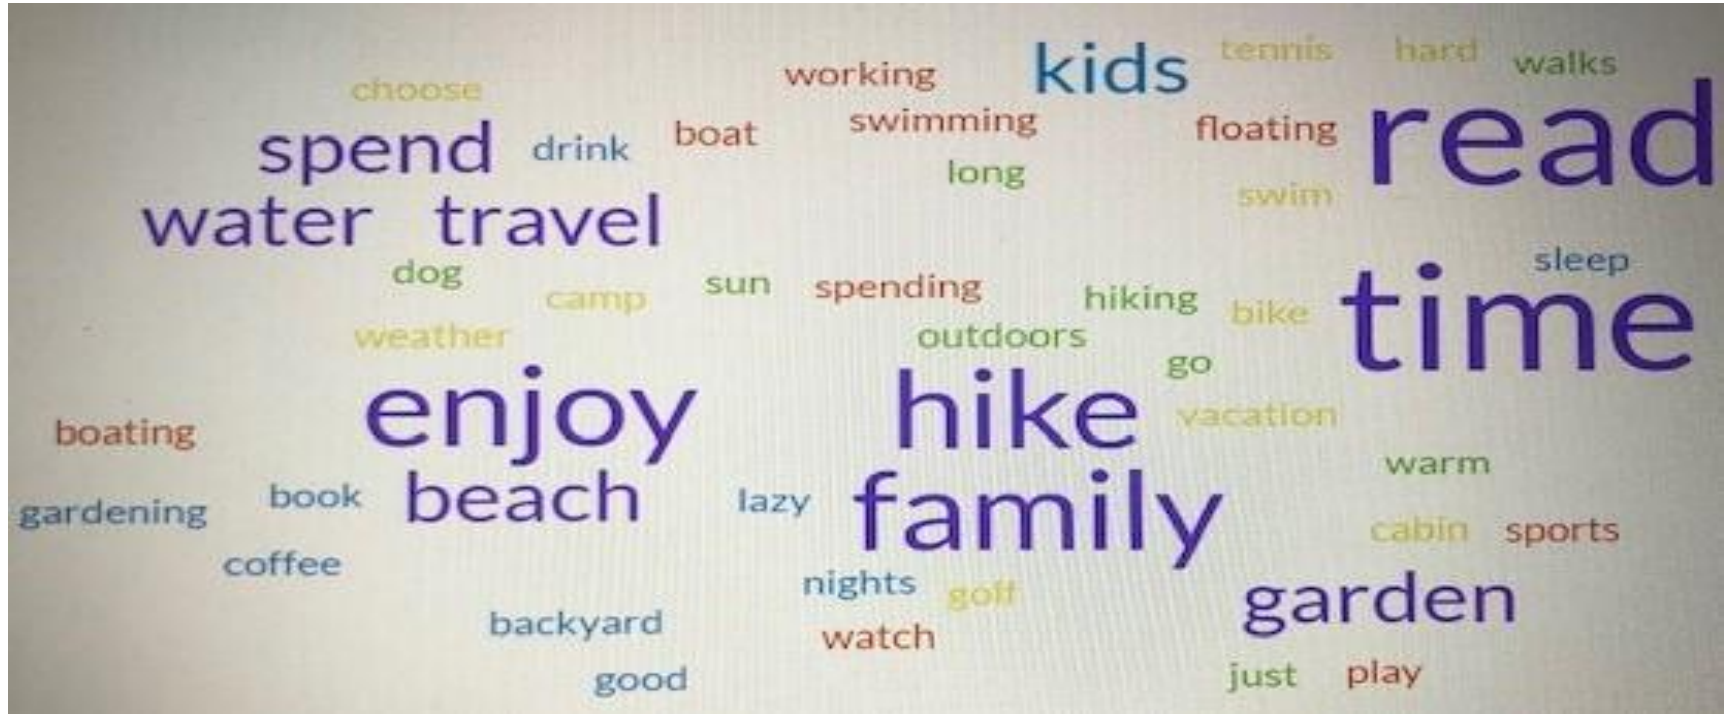 kids tennis hard walks
choose working
read
spend drink boat swimming floating
long
swim
water travel
dog camp sun spending hiking bike time sleep
weather outdoors
go
enjoy hike vacation
boating
warm
gardening book beach lazy family
cabin sports
coffee
nights golf garden
backyard watch
good just play